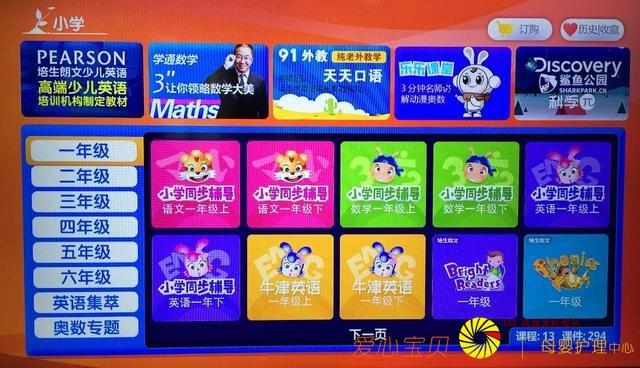 小学
订购
历史|收藏
PEARSON
培生朗文少儿英语
高端少儿英语
培训机构制定教材
学通数学
3"
让你领略数学大美
Maths
91外教
纯老外教学
天天口语
乐乐课堂
3分钟名师讲
解动漫奥数
Discovery
鲨鱼公园
SHARKPARK.CN
科学
一年级
二年级
三年级
四年级
五年级
六年级
英语集萃
奥数专题
小学同步辅导
语文一年级上
小学同步辅导
语文一年级下
小学同步辅导
数学一年级上
小学同步辅导
数学一年级下
小学同步辅导
英语一年级上
小学同步辅导
英语一年下
牛津英语
一年级上
牛津英语
一年级下
培生朗文
Bright Readers
一年级
培生朗文
Phonics
一年级
下一页
课程: 13 课件: 294
爱心宝贝
母婴护理中心